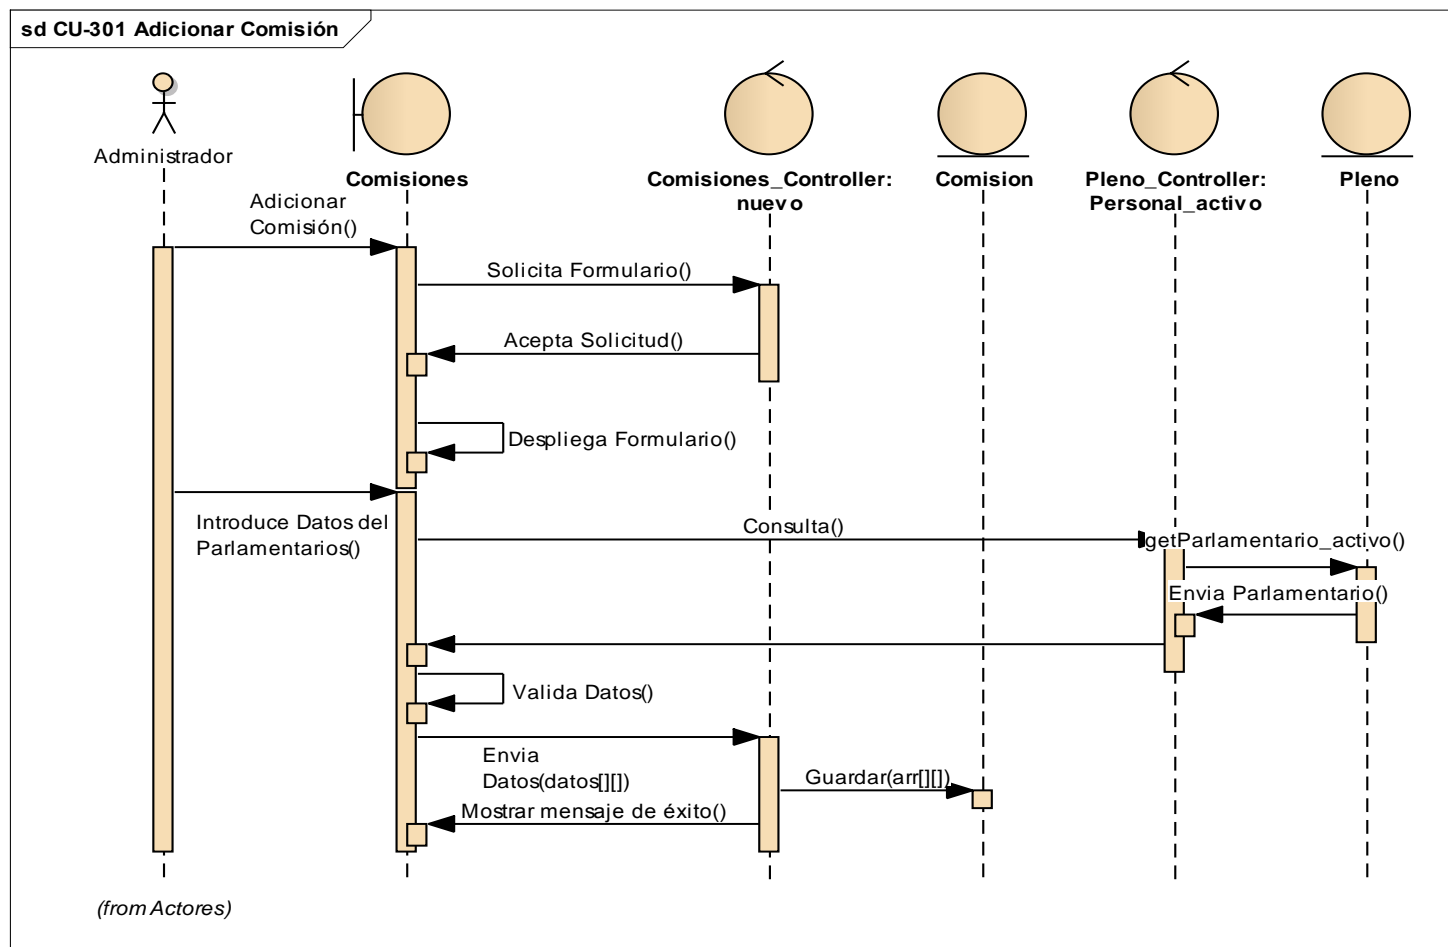 sd CU-301 Adicionar Comisión
Administrador
Comisiones
Comisiones_Controller:
nuevo
Comision
Pleno_Controller:
Personal_activo
Pleno
Adicionar
Comisión()
Solicita Formulario()
Acepta Solicitud()
Despliega Formulario()
Introduce Datos del
Parlamentarios()
Consulta()
getParlamentario_activo()
Envia Parlamentario()
Valida Datos()
Envia
Datos(datos[][])
Guardar(arr[][])
Mostrar mensaje de éxito()
(from Actores)